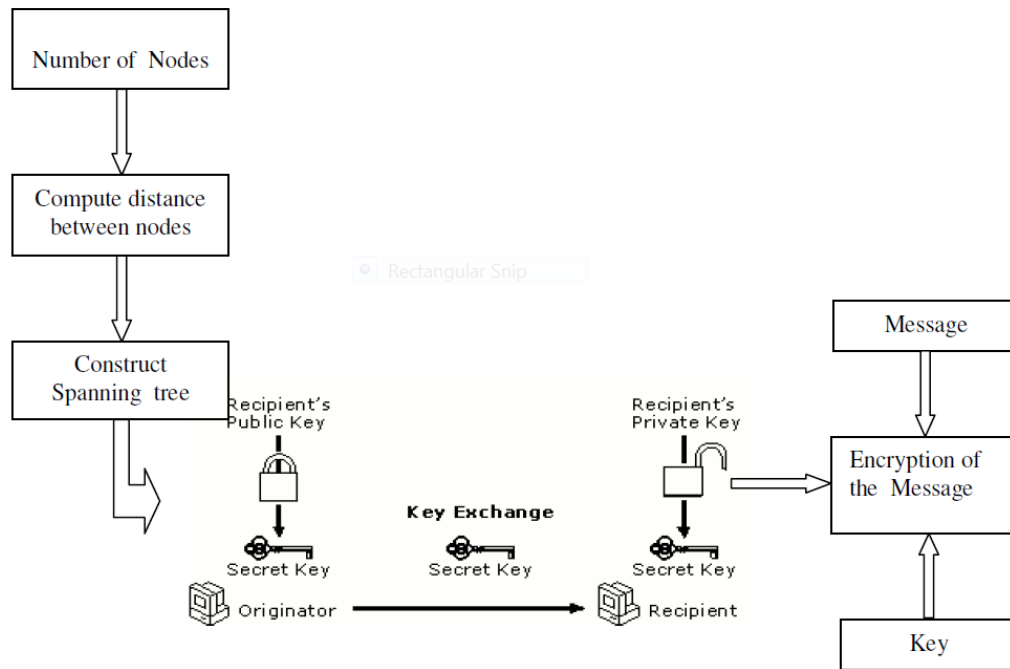 Number of Nodes
Compute distance
between nodes
Rectangular Snip
Construct
Spanning tree
Recipient's
Public Key
Recipient's
Private Key
Key Exchange
Secret Key
Secret Key
Secret Key
Originator
Recipient
Message
Encryption of
the Message
Key